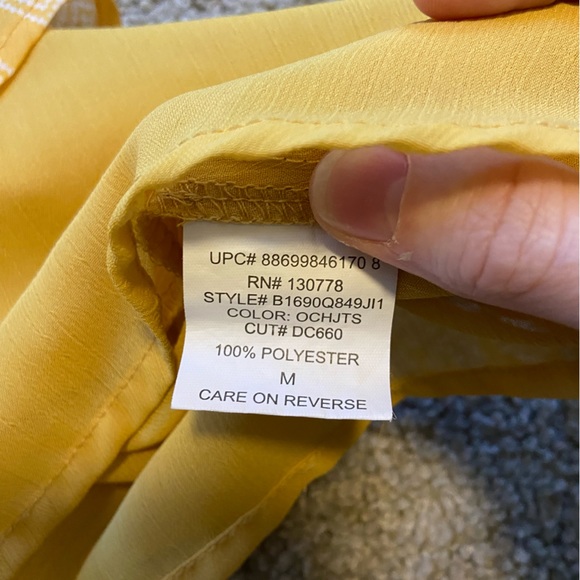 UPC# 88699846170 8
RN# 130778
STYLE# B1690Q849JI1
COLOR: OCHJTS
CUT# DC660
100% POLYESTER
M
CARE ON REVERSE